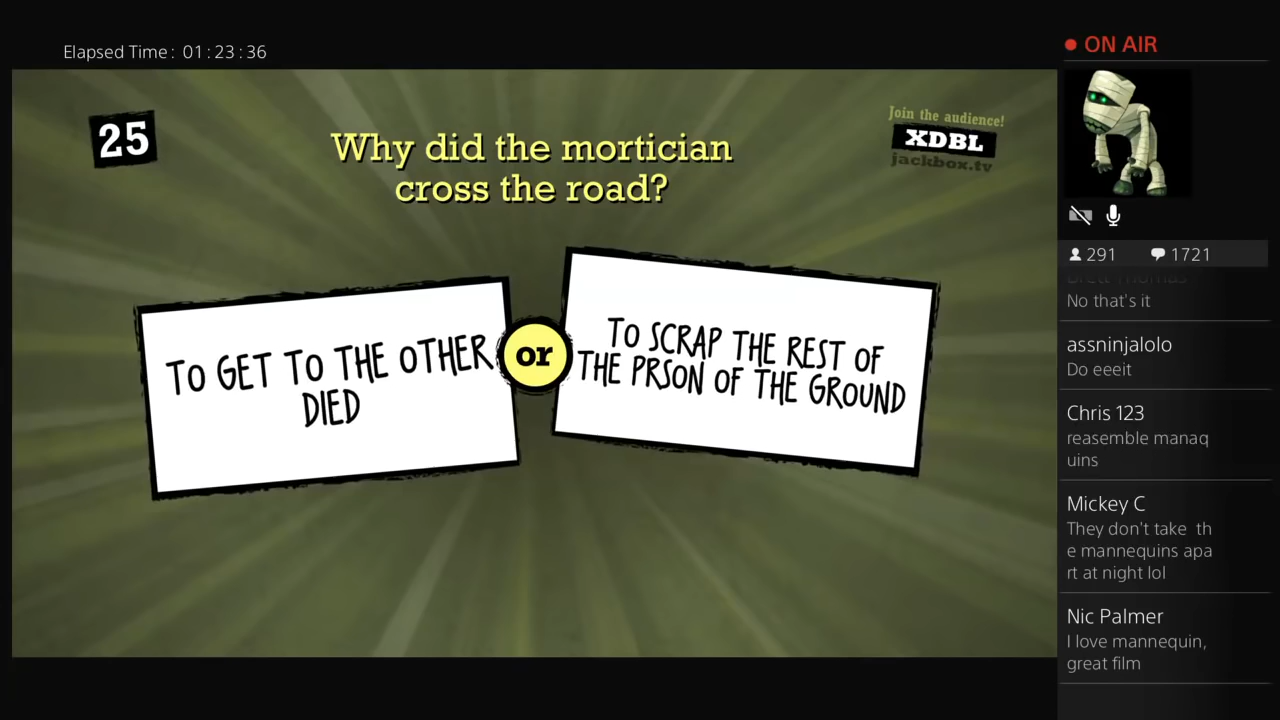 Elapsed Time: 01:23:36
ON AIR
25
Why did the mortician
cross the road?
Join the audience!
XDBL
jackbox.tv
TO GET TO THE OTHER
DIED
or
TO SCRAP THE REST OF
THE PRSON OF THE GROUND
291 1721
Brett Thomas
No that's it
assninjalolo
Do eeeit
Chris 123
reasemble manaq
uins
Mickey C
They don't take th
e mannequins apa
rt at night lol
Nic Palmer
I love mannequin,
great film